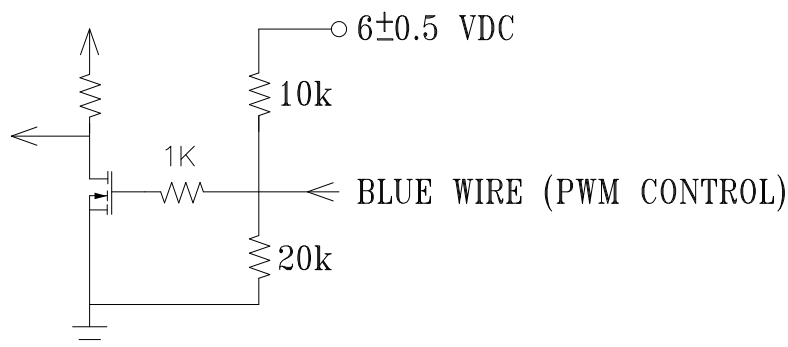 6±0.5 VDC
10k
1K
BLUE WIRE (PWM CONTROL)
20k